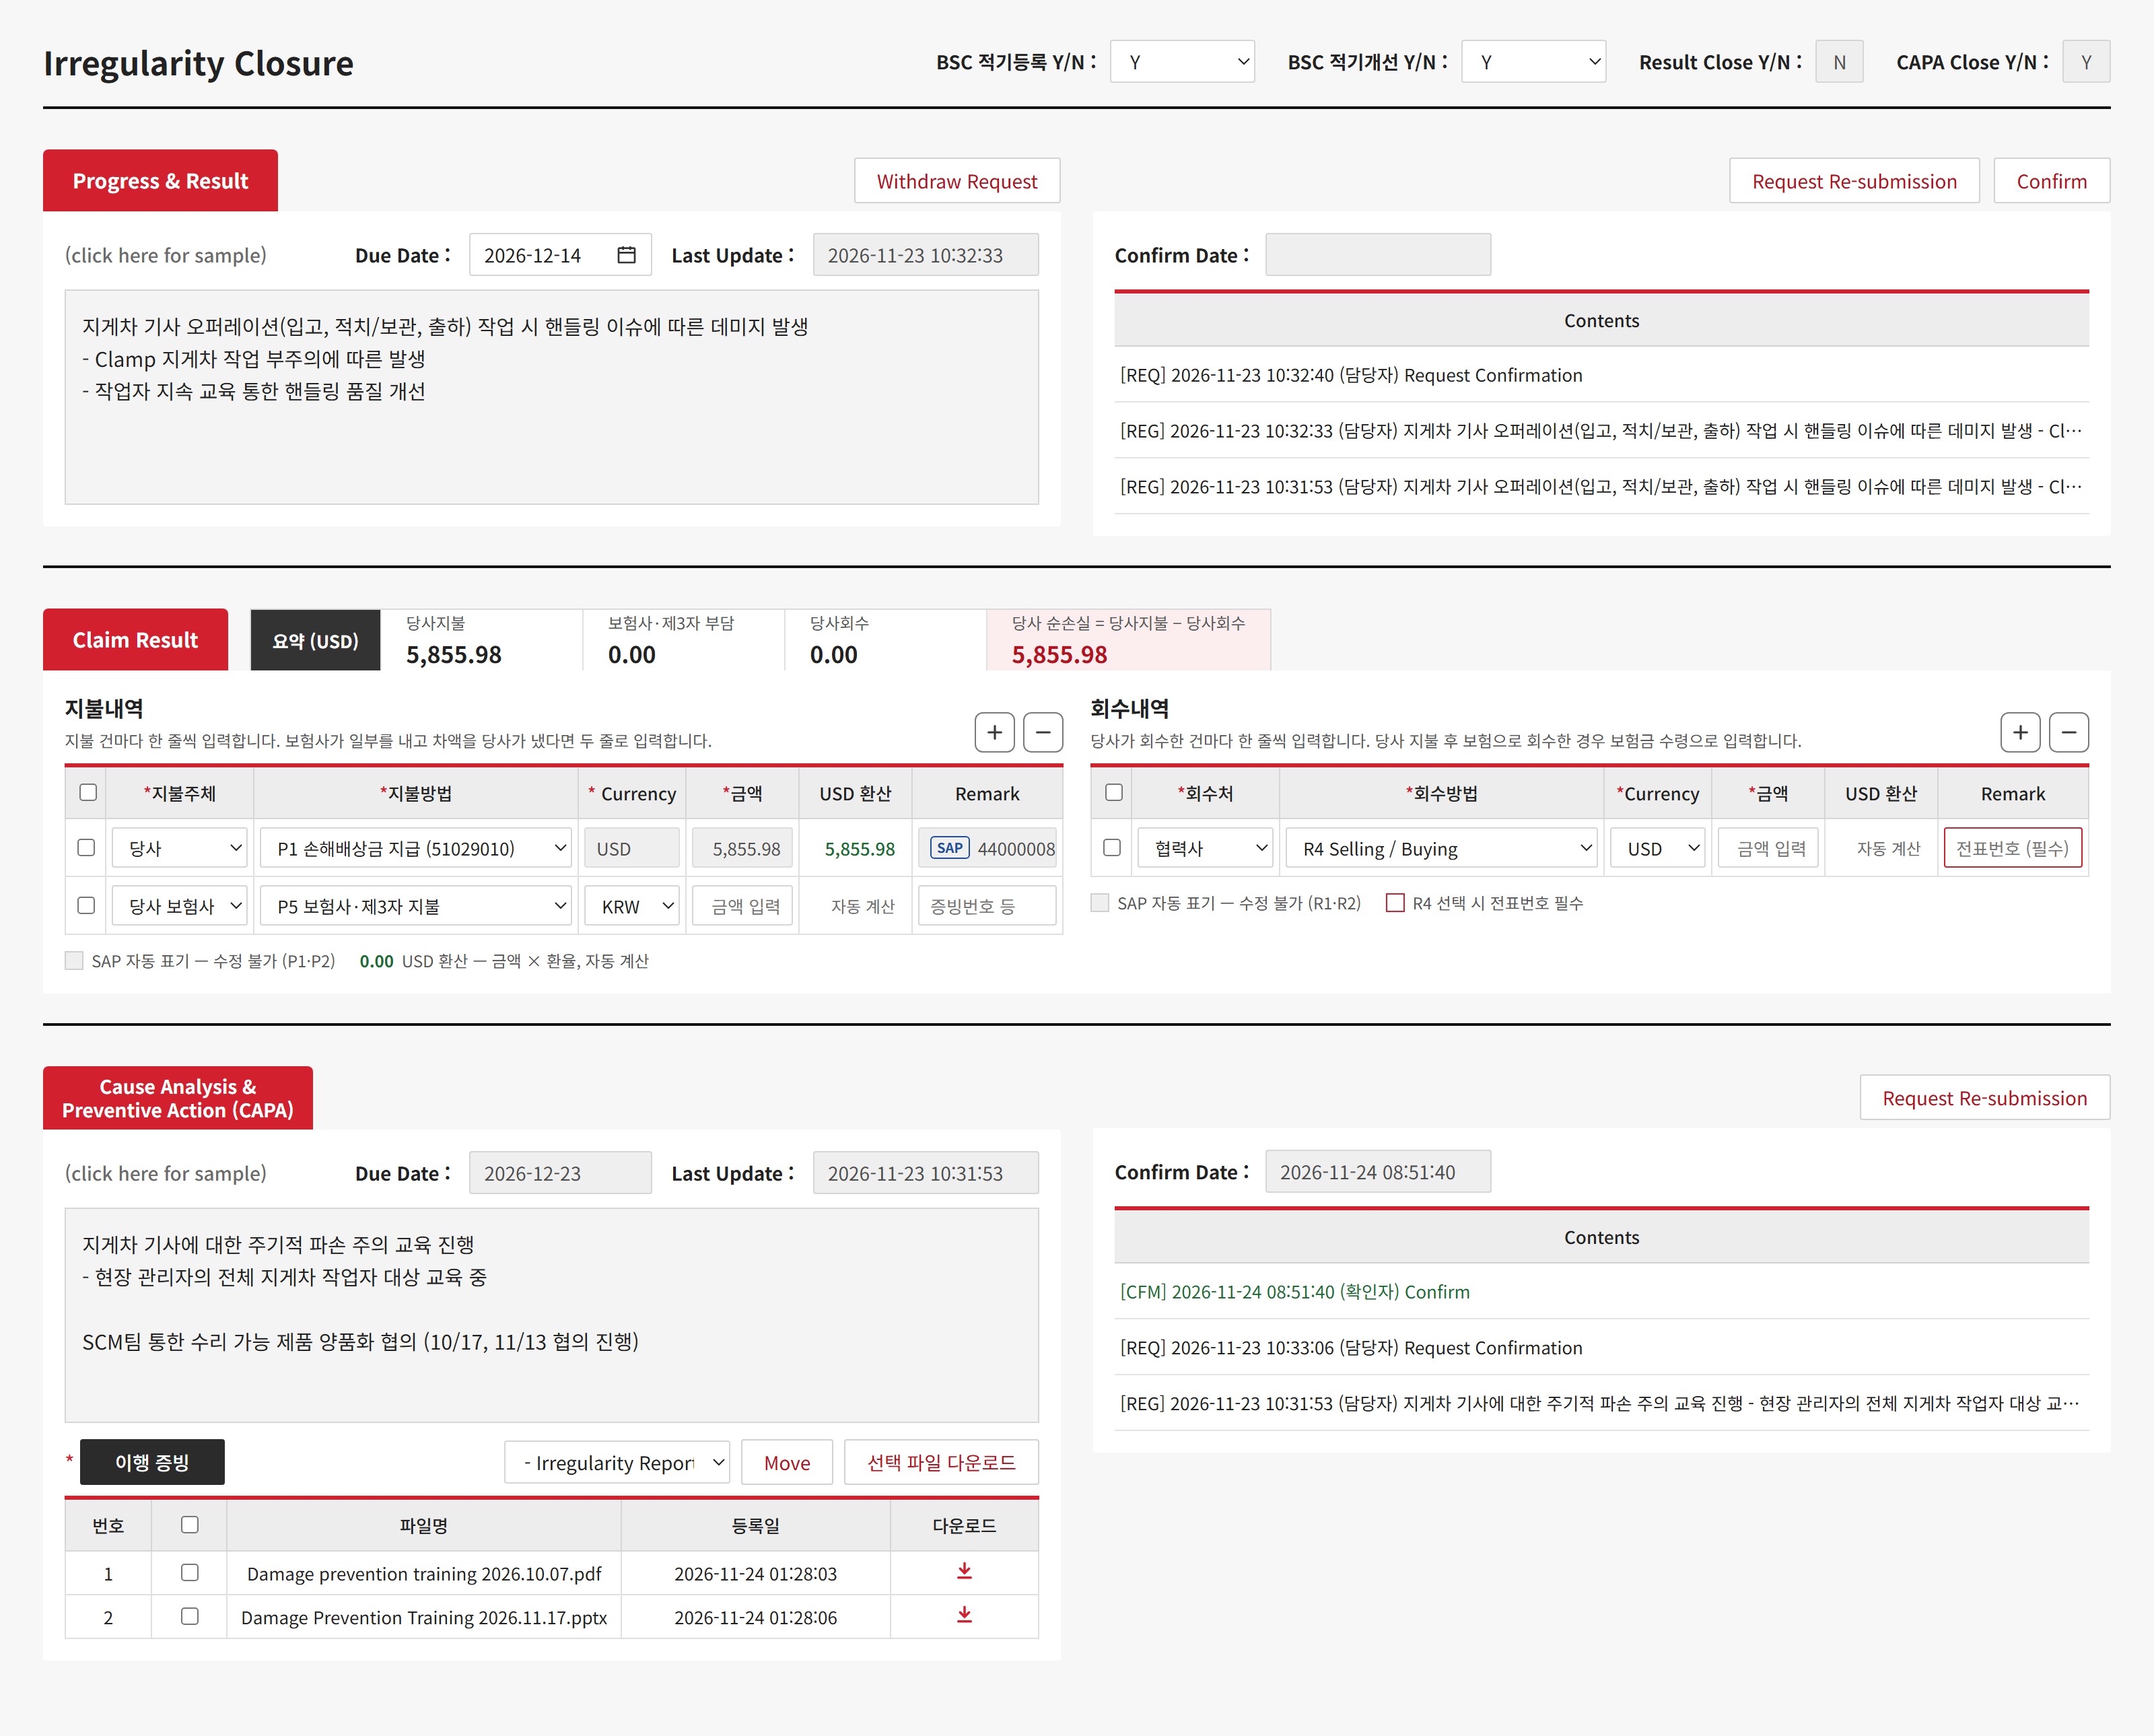 Irregularity Closure
BSC 적기등록 Y/N : Y BSC 적기개선 Y/N : Y Result Close Y/N : N CAPA Close Y/N : Y
Progress & Result
Withdraw Request
Request Re-submission Confirm
(click here for sample) Due Date : 2026-12-14 Last Update : 2026-11-23 10:32:33
지게차 기사 오퍼레이션(입고, 적치/보관, 출하) 작업 시 핸들링 이슈에 따른 데미지 발생
- Clamp 지게차 작업 부주의에 따른 발생
- 작업자 지속 교육 통한 핸들링 품질 개선
Confirm Date :
Contents
[REQ] 2026-11-23 10:32:40 (담당자) Request Confirmation
[REG] 2026-11-23 10:32:33 (담당자) 지게차 기사 오퍼레이션(입고, 적치/보관, 출하) 작업 시 핸들링 이슈에 따른 데미지 발생 - Cl…
[REG] 2026-11-23 10:31:53 (담당자) 지게차 기사 오퍼레이션(입고, 적치/보관, 출하) 작업 시 핸들링 이슈에 따른 데미지 발생 - Cl…
Claim Result
요약 (USD)
당사지불
5,855.98
보험사·제3자 부담
0.00
당사회수
0.00
당사 순손실 = 당사지불 − 당사회수
5,855.98
지불내역
지불 건마다 한 줄씩 입력합니다. 보험사가 일부를 내고 차액을 당사가 냈다면 두 줄로 입력합니다.
+ −
*지불주체 *지불방법 * Currency *금액 USD 환산 Remark
당사 P1 손해배상금 지급 (51029010) USD 5,855.98 5,855.98 SAP 44000008
당사 보험사 P5 보험사·제3자 지불 KRW 금액 입력 자동 계산 증빙번호 등
SAP 자동 표기 — 수정 불가 (P1·P2) 0.00 USD 환산 — 금액 × 환율, 자동 계산
회수내역
당사가 회수한 건마다 한 줄씩 입력합니다. 당사 지불 후 보험으로 회수한 경우 보험금 수령으로 입력합니다.
+ −
*회수처 *회수방법 *Currency *금액 USD 환산 Remark
협력사 R4 Selling / Buying USD 금액 입력 자동 계산 전표번호 (필수)
SAP 자동 표기 — 수정 불가 (R1·R2) R4 선택 시 전표번호 필수
Cause Analysis &
Preventive Action (CAPA)
Request Re-submission
(click here for sample) Due Date : 2026-12-23 Last Update : 2026-11-23 10:31:53
지게차 기사에 대한 주기적 파손 주의 교육 진행
- 현장 관리자의 전체 지게차 작업자 대상 교육 중
SCM팀 통한 수리 가능 제품 양품화 협의 (10/17, 11/13 협의 진행)
Confirm Date : 2026-11-24 08:51:40
Contents
[CFM] 2026-11-24 08:51:40 (확인자) Confirm
[REQ] 2026-11-23 10:33:06 (담당자) Request Confirmation
[REG] 2026-11-23 10:31:53 (담당자) 지게차 기사에 대한 주기적 파손 주의 교육 진행 - 현장 관리자의 전체 지게차 작업자 대상 교…
* 이행 증빙 - Irregularity Report Move 선택 파일 다운로드
번호 파일명 등록일 다운로드
1 Damage prevention training 2026.10.07.pdf 2026-11-24 01:28:03
2 Damage Prevention Training 2026.11.17.pptx 2026-11-24 01:28:06